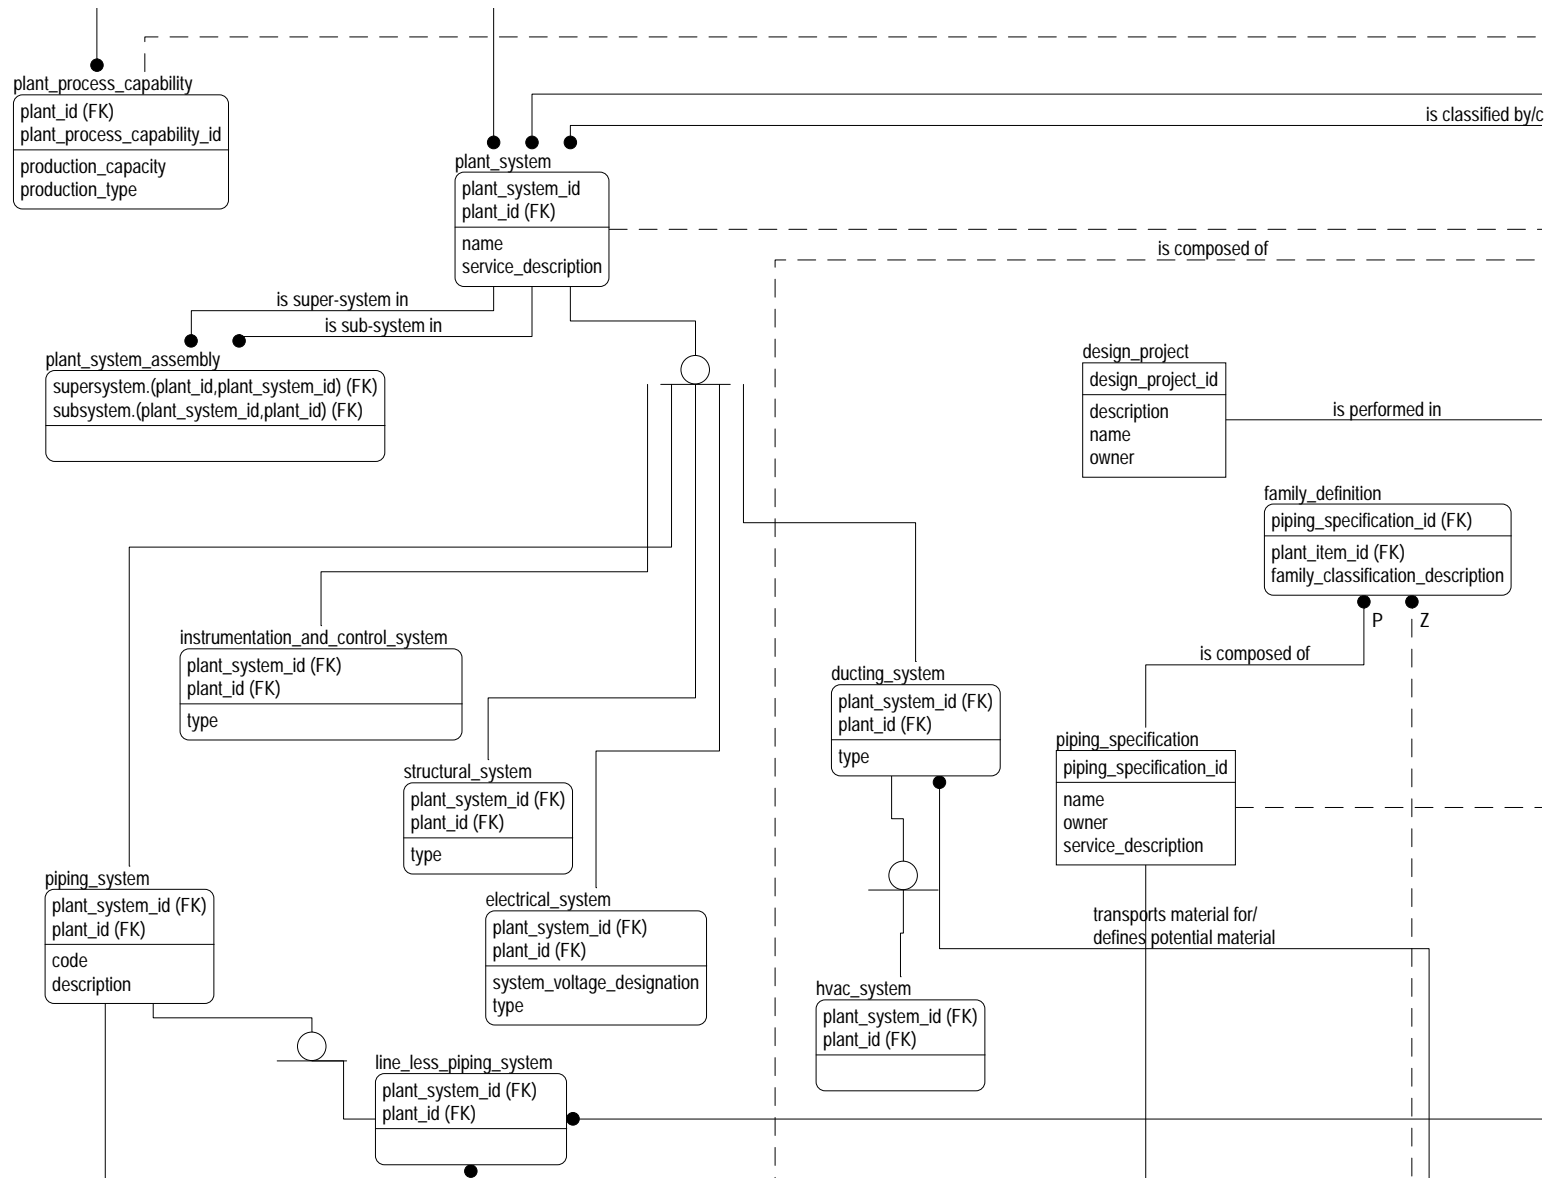 plant_process_capability
plant_id (FK)
plant_process_capability_id
production_capacity
production_type
is classified by/c
plant_system
plant_system_id
plant_id (FK)
name
service_description
is composed of
is super-system in
is sub-system in
plant_system_assembly
supersystem.(plant_id,plant_system_id) (FK)
subsystem.(plant_system_id,plant_id) (FK)
design_project
design_project_id
description
name
owner
is performed in
family_definition
piping_specification_id (FK)
plant_item_id (FK)
family_classification_description
P
Z
is composed of
instrumentation_and_control_system
plant_system_id (FK)
plant_id (FK)
type
ducting_system
plant_system_id (FK)
plant_id (FK)
type
piping_specification
piping_specification_id
name
owner
service_description
structural_system
plant_system_id (FK)
plant_id (FK)
type
piping_system
plant_system_id (FK)
plant_id (FK)
code
description
electrical_system
plant_system_id (FK)
plant_id (FK)
system_voltage_designation
type
transports material for/
defines potential material
hvac_system
plant_system_id (FK)
plant_id (FK)
line_less_piping_system
plant_system_id (FK)
plant_id (FK)